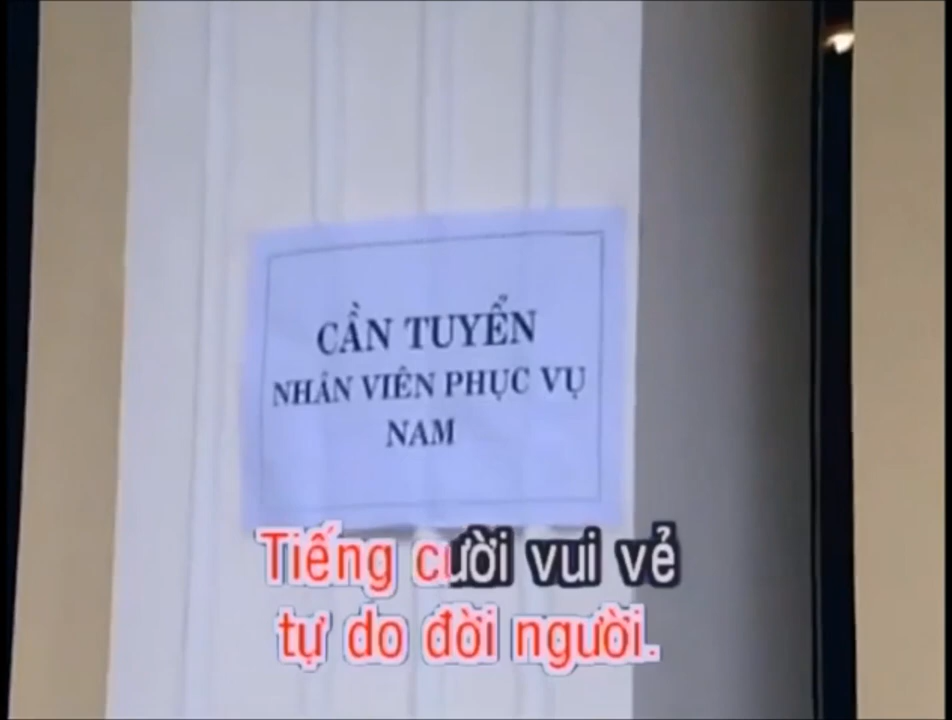 CẦN TUYỂN
NHÂN VIÊN PHỤC VỤ
NAM
Tiếng cười vui vẻ
tự do đời người.